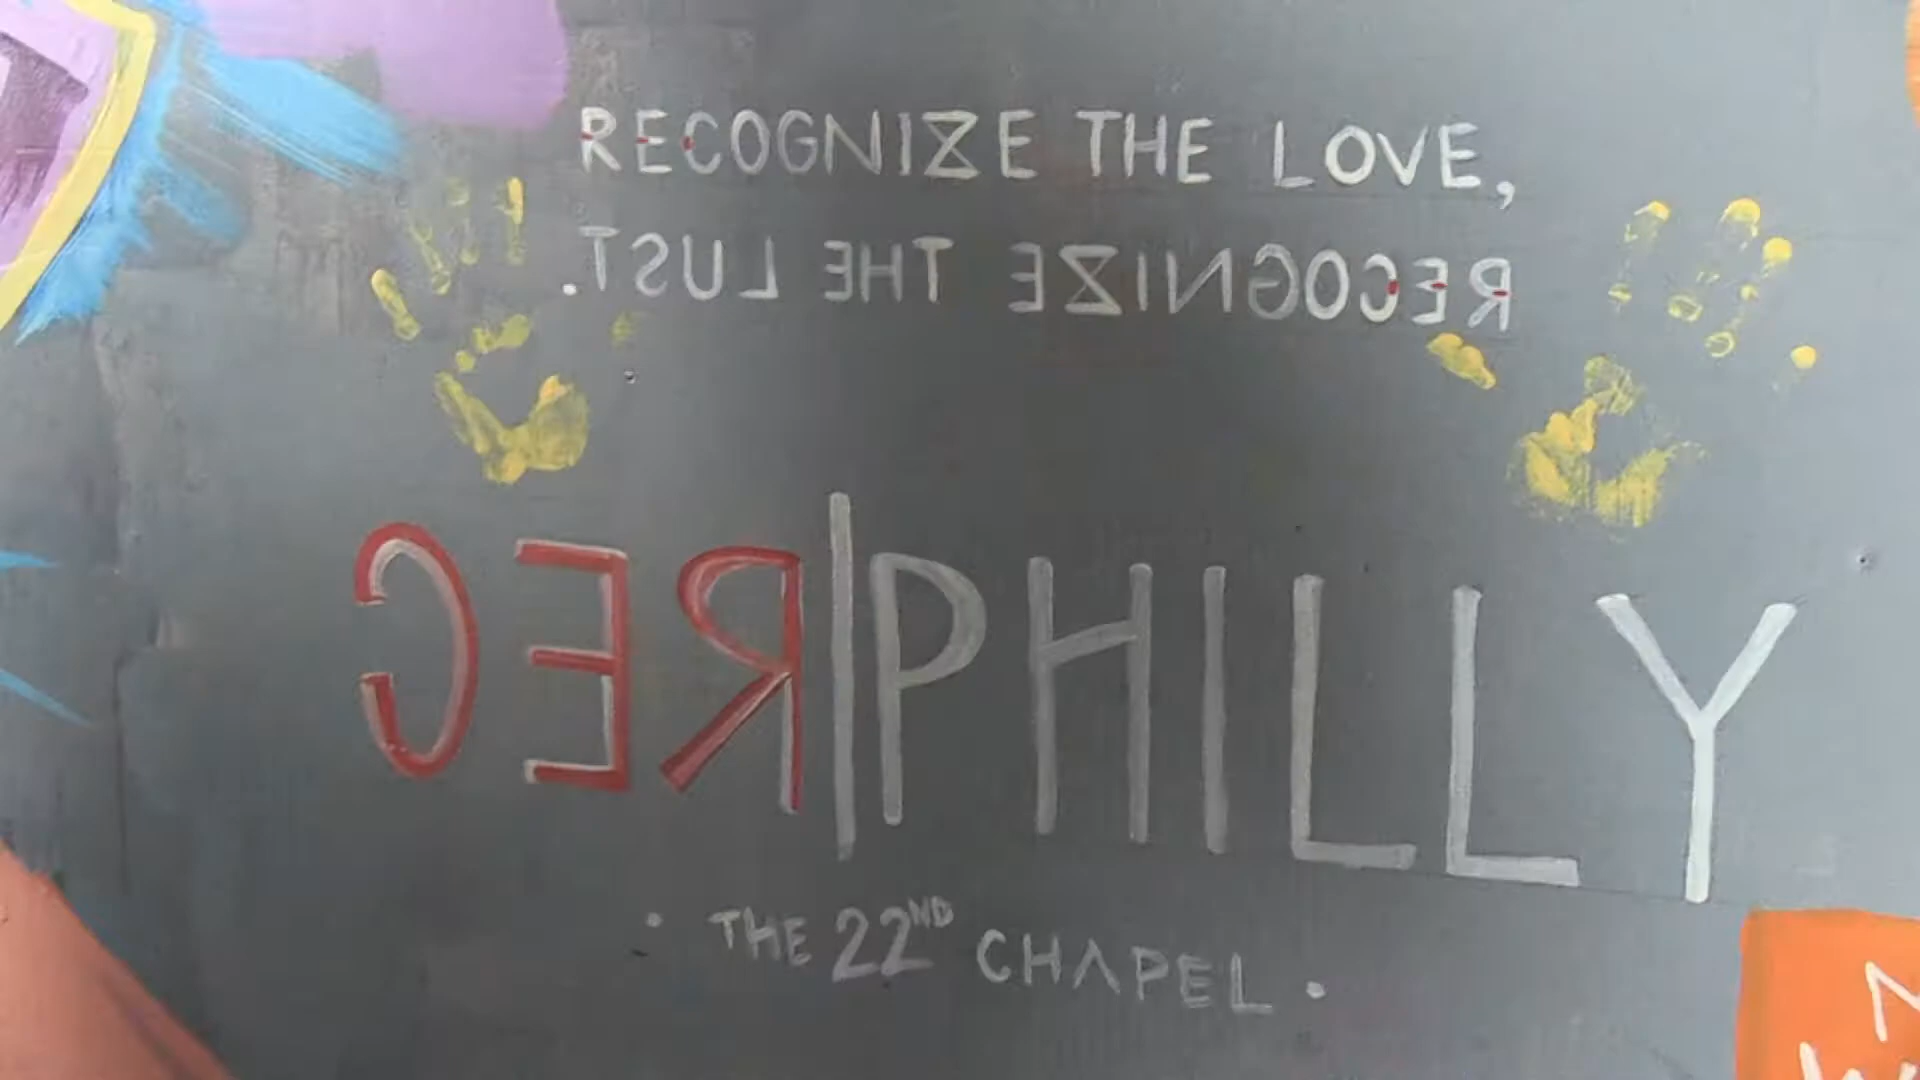 RECOGNIZE THE LOVE,
RECOGNIZE THE LUST.
REC|PHILLY
· THE 22ND CHAPEL ·